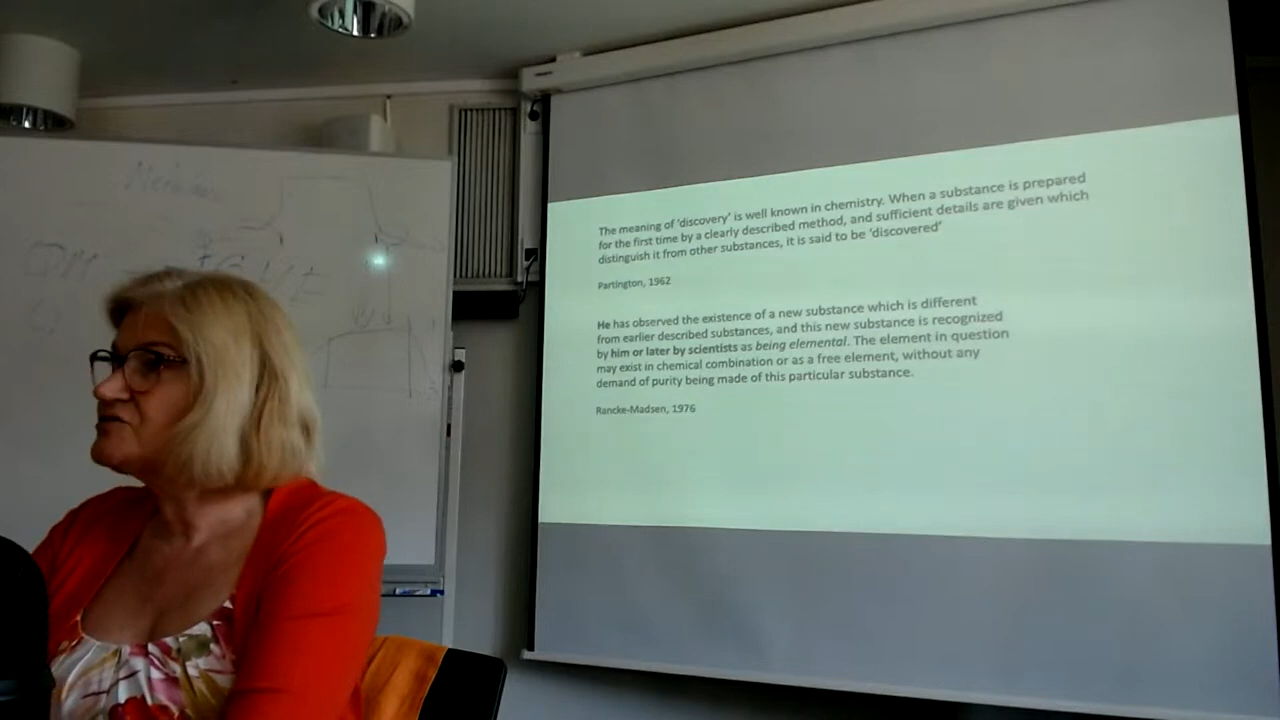 The meaning of 'discovery' is well known in chemistry. When a substance is prepared
for the first time by a clearly described method, and sufficient details are given which
distinguish it from other substances, it is said to be 'discovered'
Partington, 1962
He has observed the existence of a new substance which is different
from earlier described substances, and this new substance is recognized
by him or later by scientists as being elemental. The element in question
may exist in chemical combination or as a free element, without any
demand of purity being made of this particular substance.
Rancke-Madsen, 1976